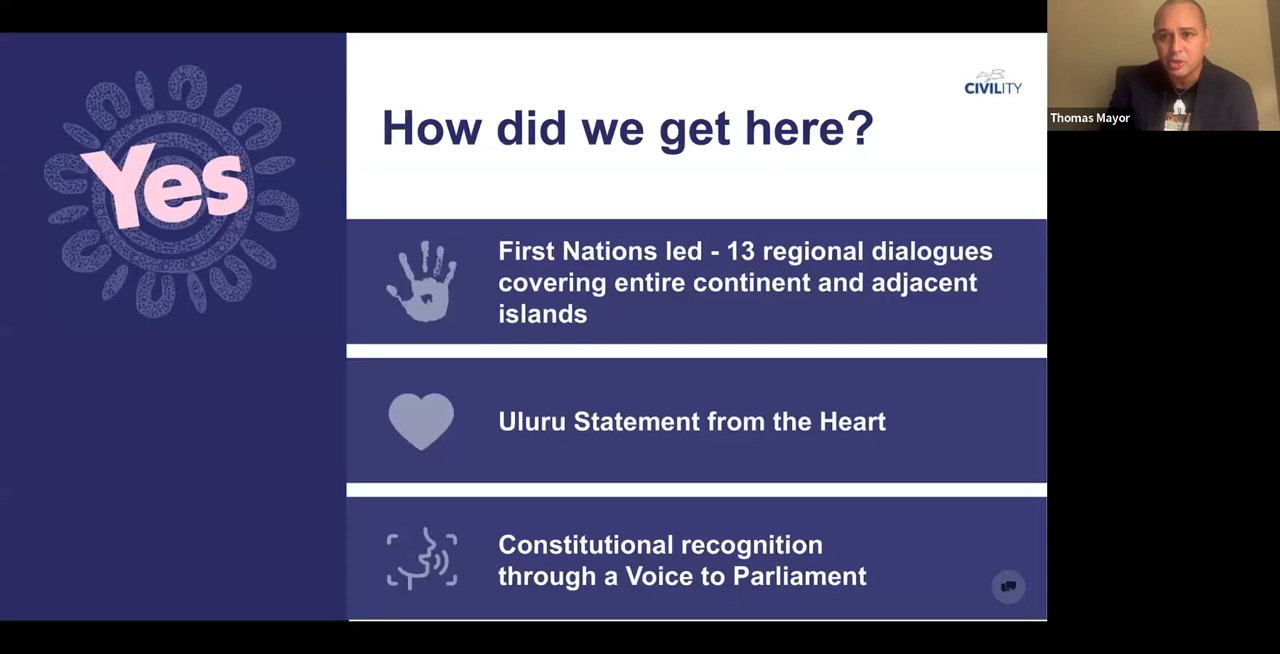 Yes
CIVILITY
How did we get here?
First Nations led - 13 regional dialogues
covering entire continent and adjacent
islands
Uluru Statement from the Heart
Constitutional recognition
through a Voice to Parliament
Thomas Mayor